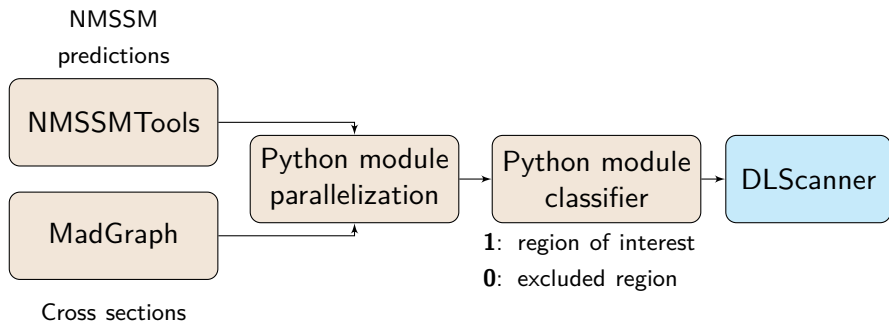 NMSSM
predictions
NMSSMTools
MadGraph
Cross sections
Python module
parallelization
Python module
classifier
1: region of interest
0: excluded region
DLScanner